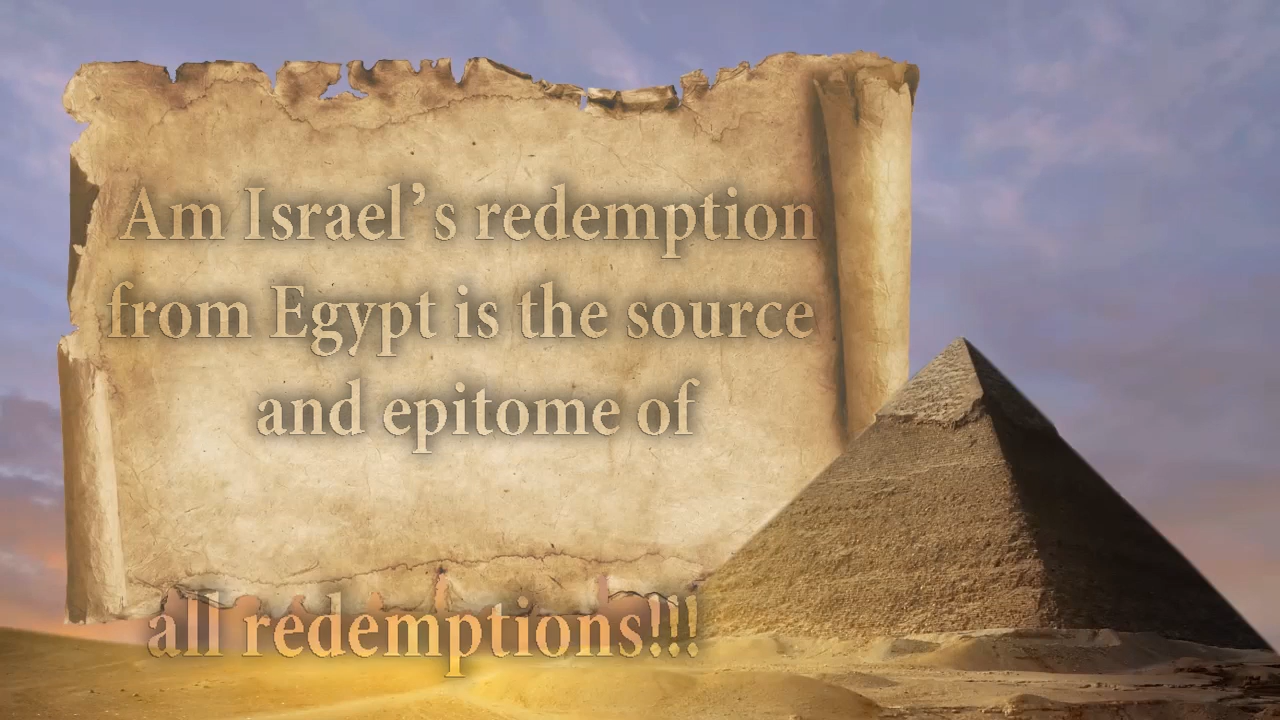 Am Israel’s redemption
from Egypt is the source
and epitome of
all redemptions!!!